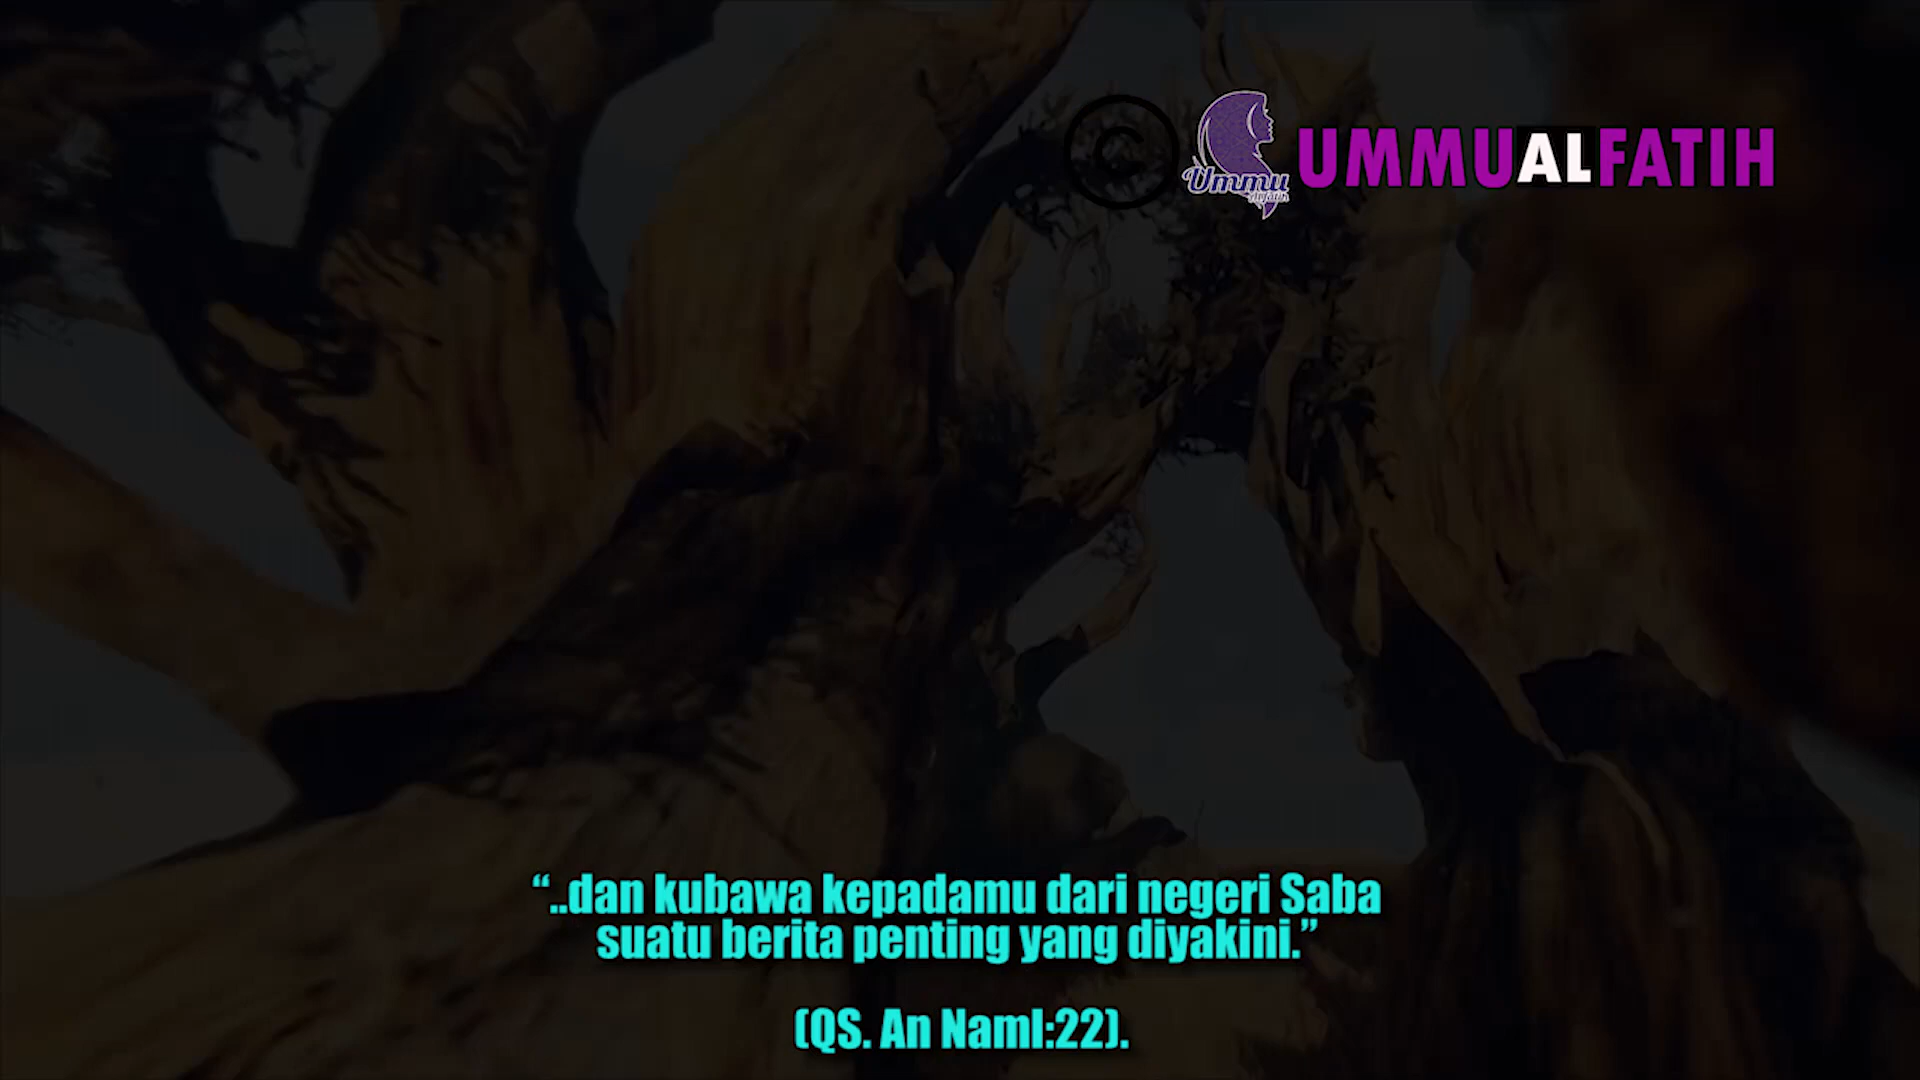 ©
Ummu
UMMUALFATIH
“..dan kubawa kepadamu dari negeri Saba
suatu berita penting yang diyakini.”
(QS. An Naml:22).